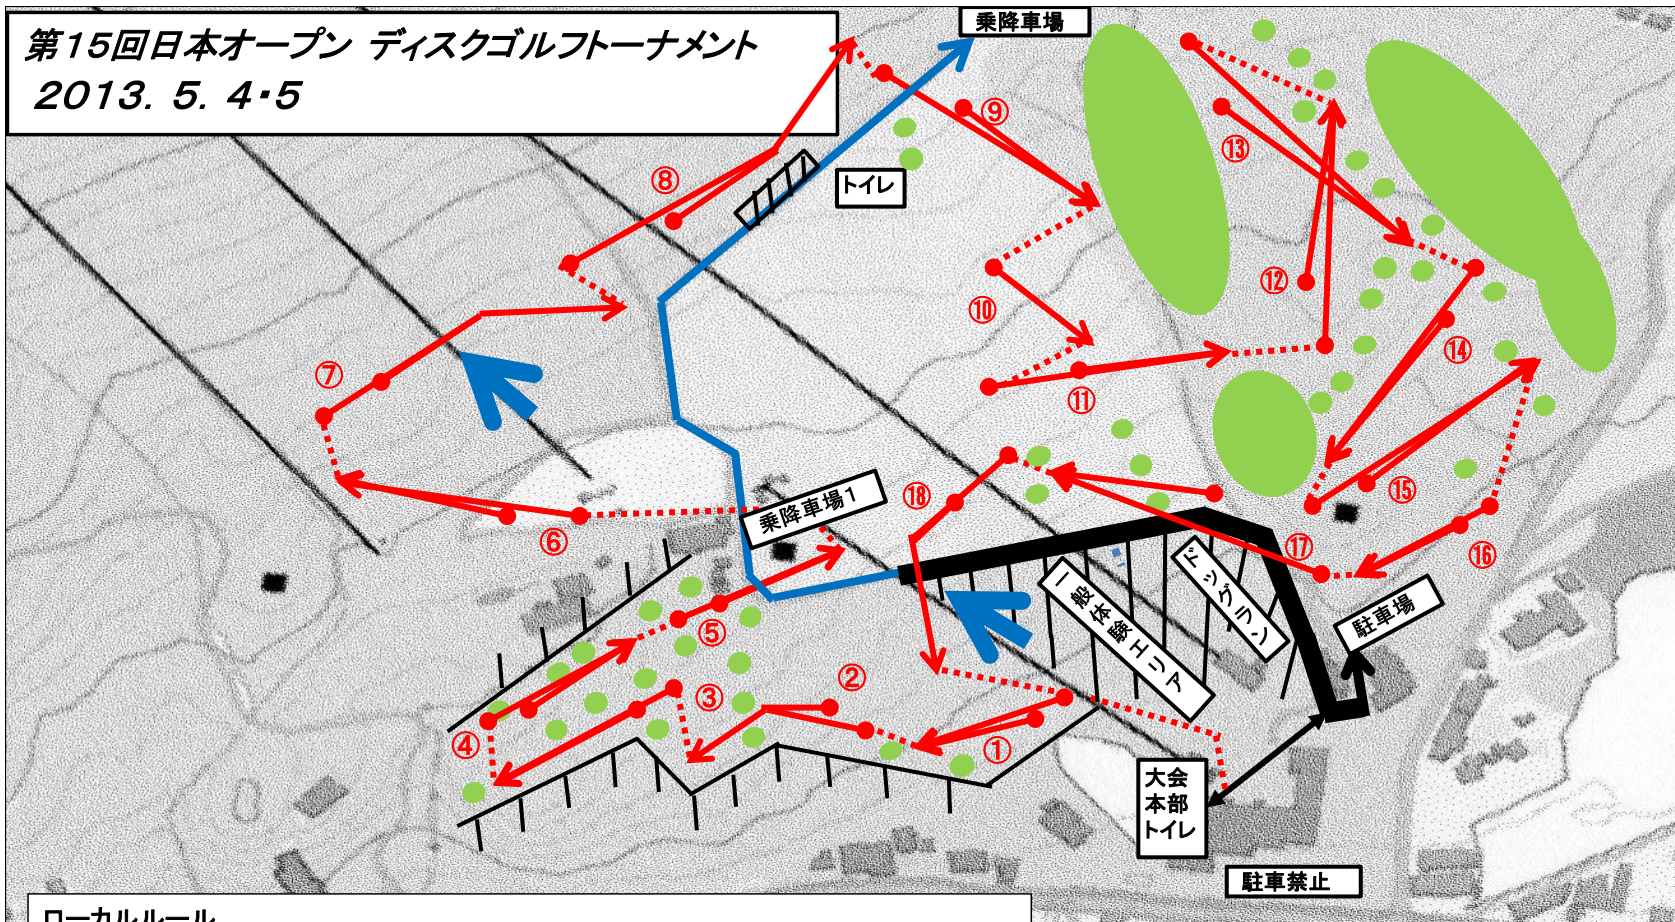 第15回日本オープン ディスクゴルフトーナメント
2013. 5. 4・5
乗降車場
トイレ
⑧
⑨
⑬
⑫
⑩
⑦
⑪
⑭
⑮
⑱
乗降車場1
⑥
⑰
⑯
一般体験エリア
ドッグラン
駐車場
⑤
④
③
②
①
大会
本部
トイレ
駐車禁止
ローカルルール